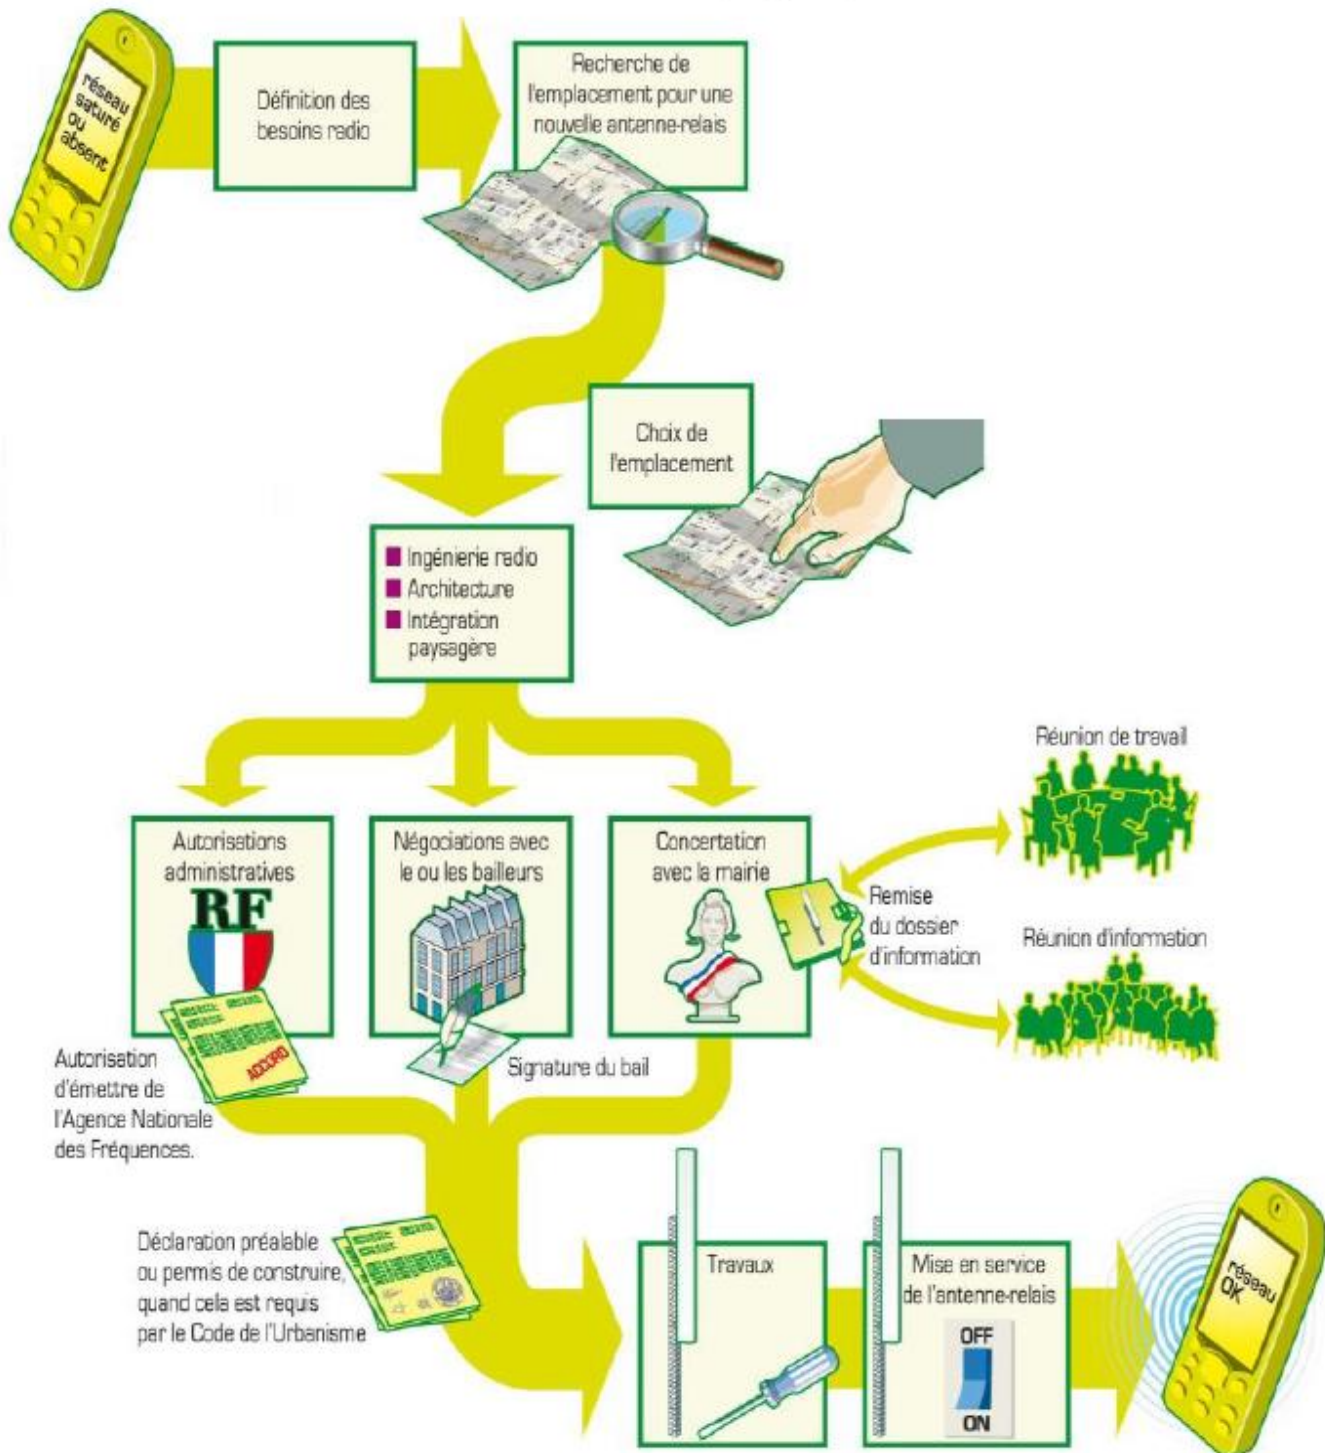 réseau
saturé
ou
absent
Définition des
besoins radio
Recherche de
l'emplacement pour une
nouvelle antenne-relais
Choix de
l'emplacement
Ingénierie radio
Architecture
Intégration
paysagère
Réunion de travail
Autorisations
administratives
RF
ACCORD
Négociations avec
le ou les bailleurs
Concertation
avec la mairie
Remise
du dossier
d'information
Réunion d'information
Autorisation
d'émettre de
l'Agence Nationale
des Fréquences.
Signature du bail
Déclaration préalable
ou permis de construire,
quand cela est requis
par le Code de l'Urbanisme
Travaux
Mise en service
de l'antenne-relais
OFF
ON
réseau
OK